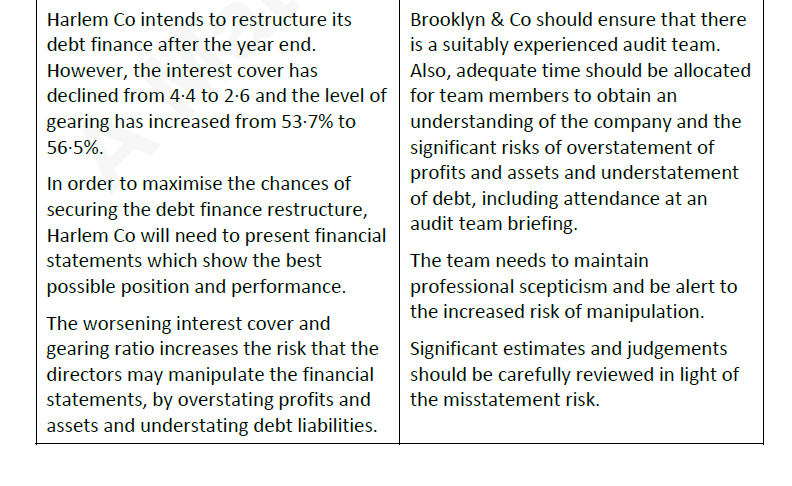 Harlem Co intends to restructure its
debt finance after the year end.
However, the interest cover has
declined from 4·4 to 2·6 and the level of
gearing has increased from 53·7% to
56·5%.
In order to maximise the chances of
securing the debt finance restructure,
Harlem Co will need to present financial
statements which show the best
possible position and performance.
The worsening interest cover and
gearing ratio increases the risk that the
directors may manipulate the financial
statements, by overstating profits and
assets and understating debt liabilities.
Brooklyn & Co should ensure that there
is a suitably experienced audit team.
Also, adequate time should be allocated
for team members to obtain an
understanding of the company and the
significant risks of overstatement of
profits and assets and understatement
of debt, including attendance at an
audit team briefing.
The team needs to maintain
professional scepticism and be alert to
the increased risk of manipulation.
Significant estimates and judgements
should be carefully reviewed in light of
the misstatement risk.